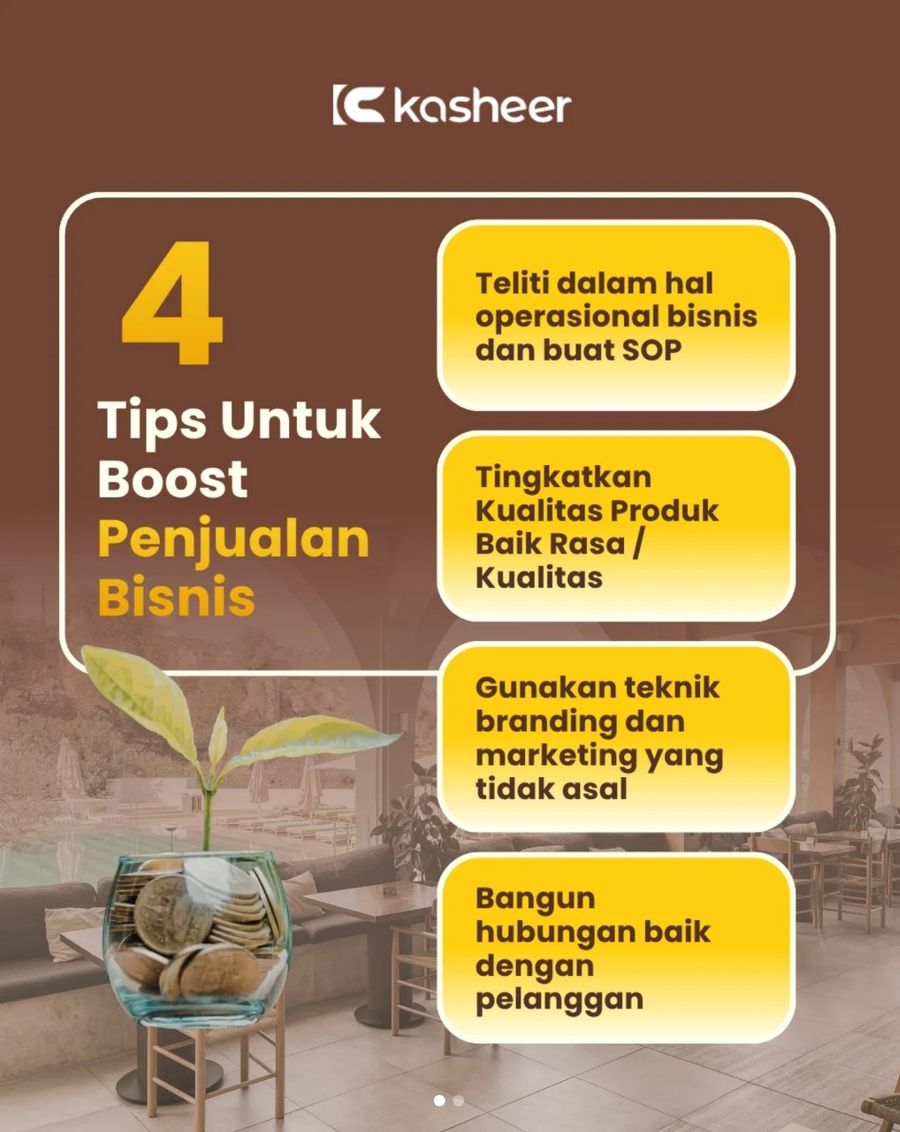 kasheer
4
Tips Untuk
Boost
Penjualan
Bisnis
Teliti dalam hal
operasional bisnis
dan buat SOP
Tingkatkan
Kualitas Produk
Baik Rasa /
Kualitas
Gunakan teknik
branding dan
marketing yang
tidak asal
Bangun
hubungan baik
dengan
pelanggan